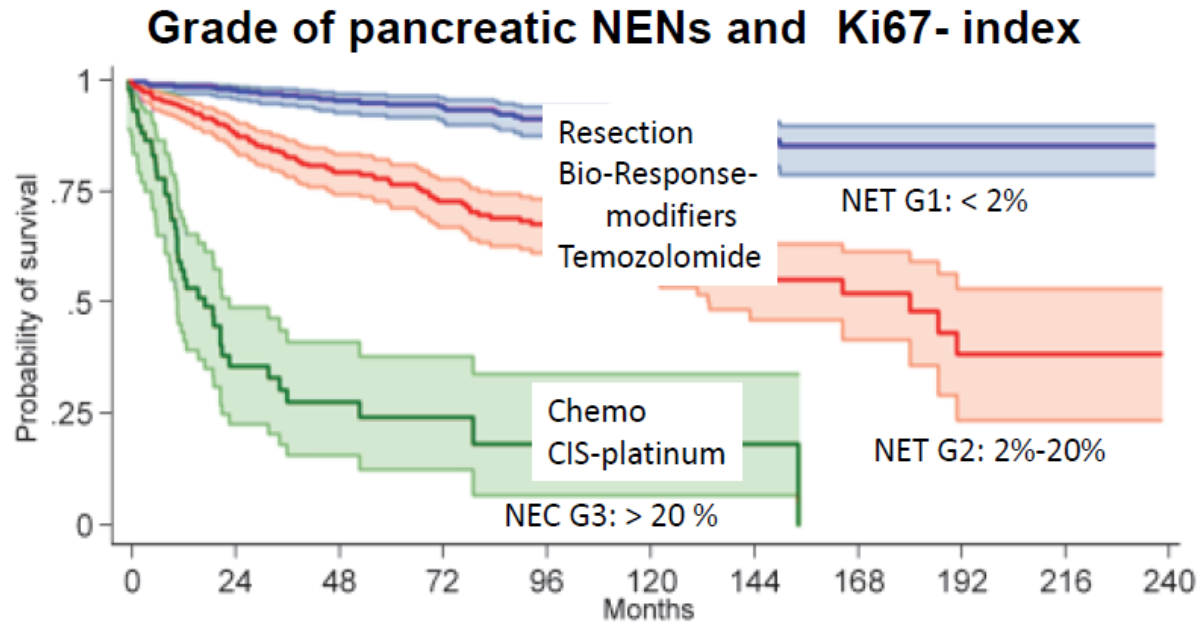 Grade of pancreatic NENs and Ki67- index
Probability of survival
1
.75
.5
.25
0
Resection
Bio-Response-
modifiers
Temozolomide
NET G1: < 2%
Chemo
CIS-platinum
NET G2: 2%-20%
NEC G3: > 20 %
0 24 48 72 96 120 144 168 192 216 240
Months